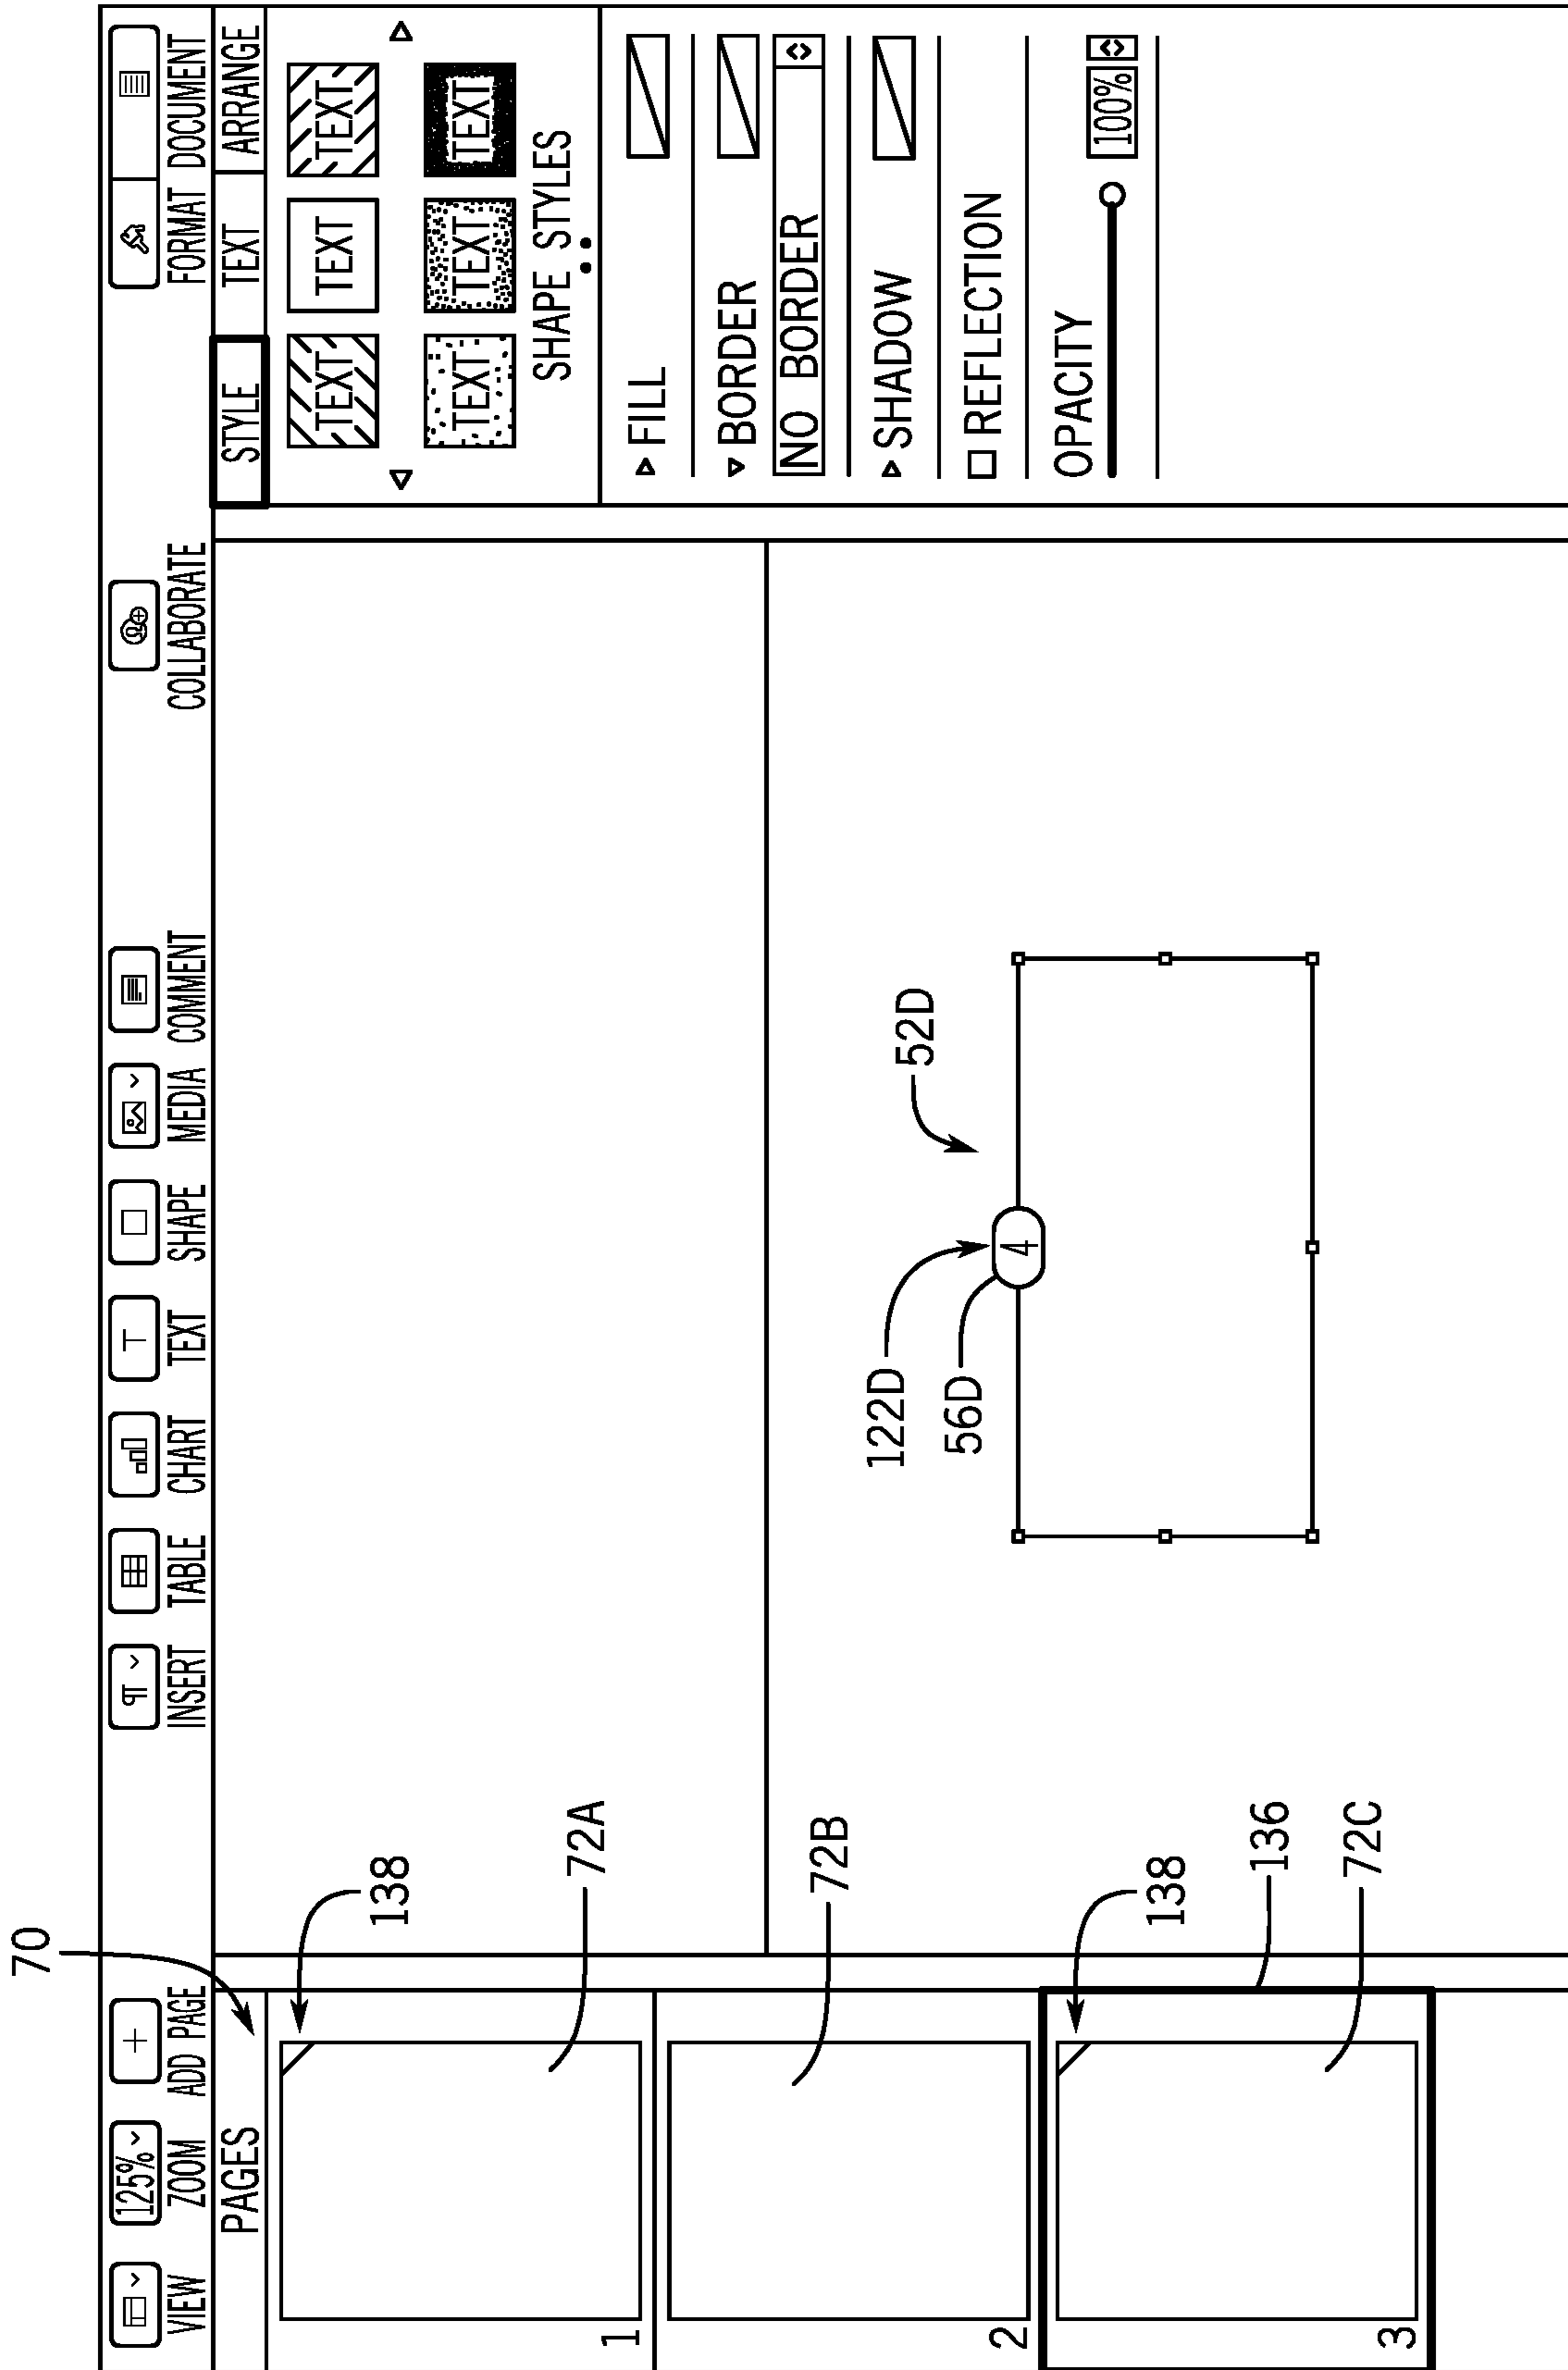 70
125%
VIEW ZOOM ADD PAGE INSERT TABLE CHART TEXT SHAPE MEDIA COMMENT COLLABORATE FORMAT DOCUMENT
PAGES
STYLE TEXT ARRANGE
138
72A
1
72B
2
138
136
72C
3
122D
56D
4
52D
TEXT TEXT TEXT
TEXT TEXT TEXT
SHAPE STYLES
FILL
BORDER
NO BORDER
SHADOW
REFLECTION
OPACITY
100%